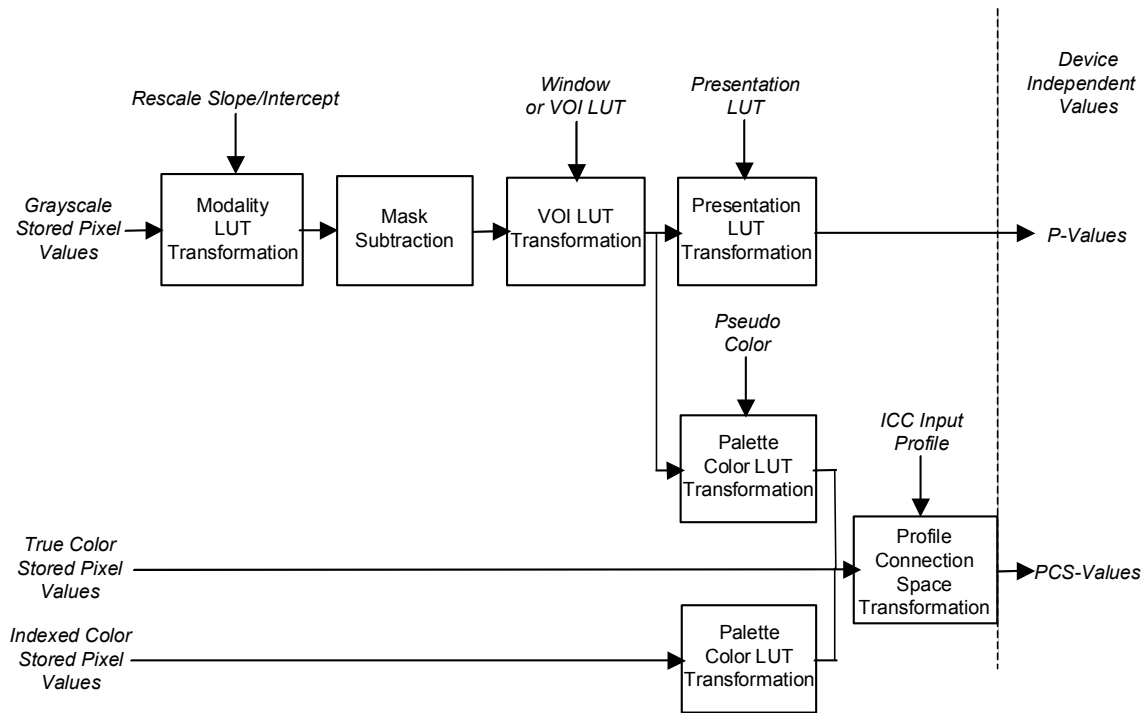 Device
Independent
Values
Window
or VOI LUT
Presentation
LUT
Rescale Slope/Intercept
Grayscale
Stored Pixel
Values
Modality
LUT
Transformation
Mask
Subtraction
VOI LUT
Transformation
Presentation
LUT
Transformation
P-Values
Pseudo
Color
Palette
Color LUT
Transformation
ICC Input
Profile
True Color
Stored Pixel
Values
Profile
Connection
Space
Transformation
PCS-Values
Indexed Color
Stored Pixel
Values
Palette
Color LUT
Transformation